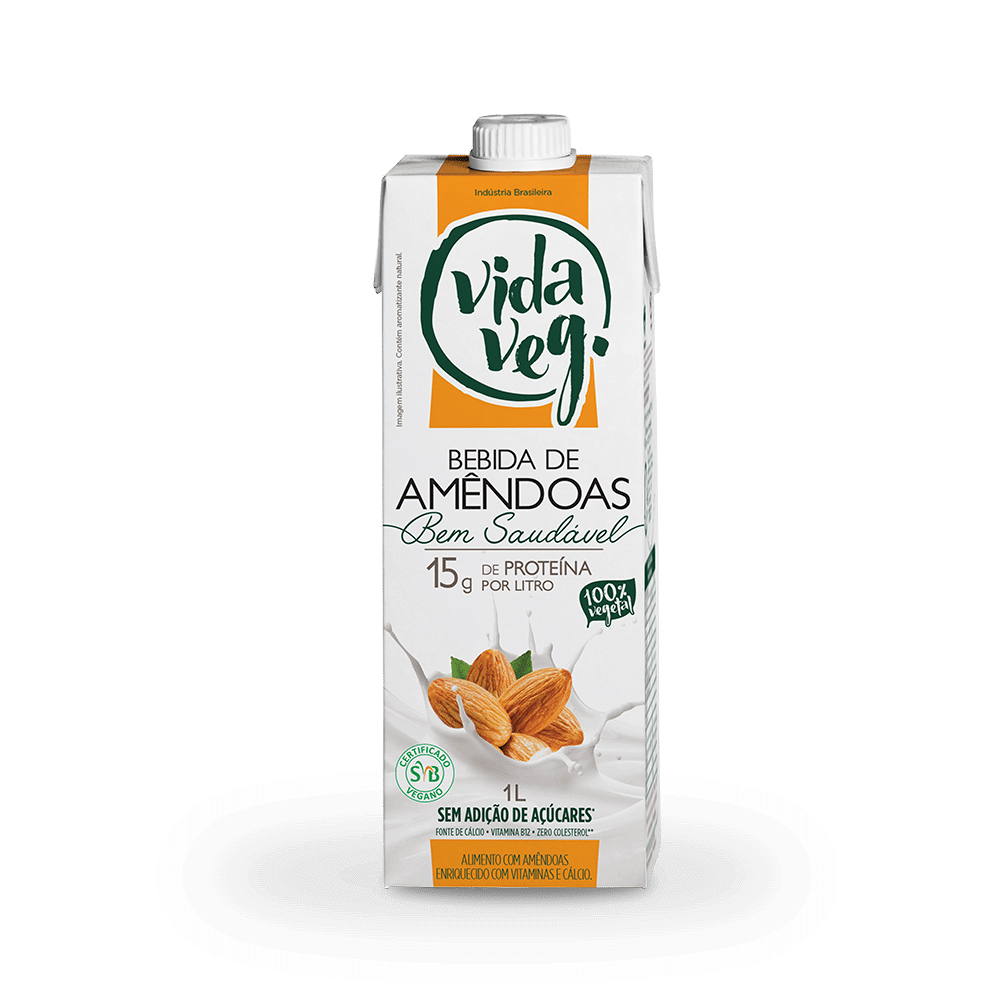 Indústria Brasileira
vida
veg.
Imagem ilustrativa. Contém aromatizante natural.
BEBIDA DE
AMÊNDOAS
Bem Saudável
15g DE PROTEÍNA
POR LITRO
100%
vegetal
CERTIFICADO
SVB
VEGANO
1L
SEM ADIÇÃO DE AÇÚCARES*
FONTE DE CÁLCIO • VITAMINA B12 • ZERO COLESTEROL**
ALIMENTO COM AMÊNDOAS
ENRIQUECIDO COM VITAMINAS E CÁLCIO.